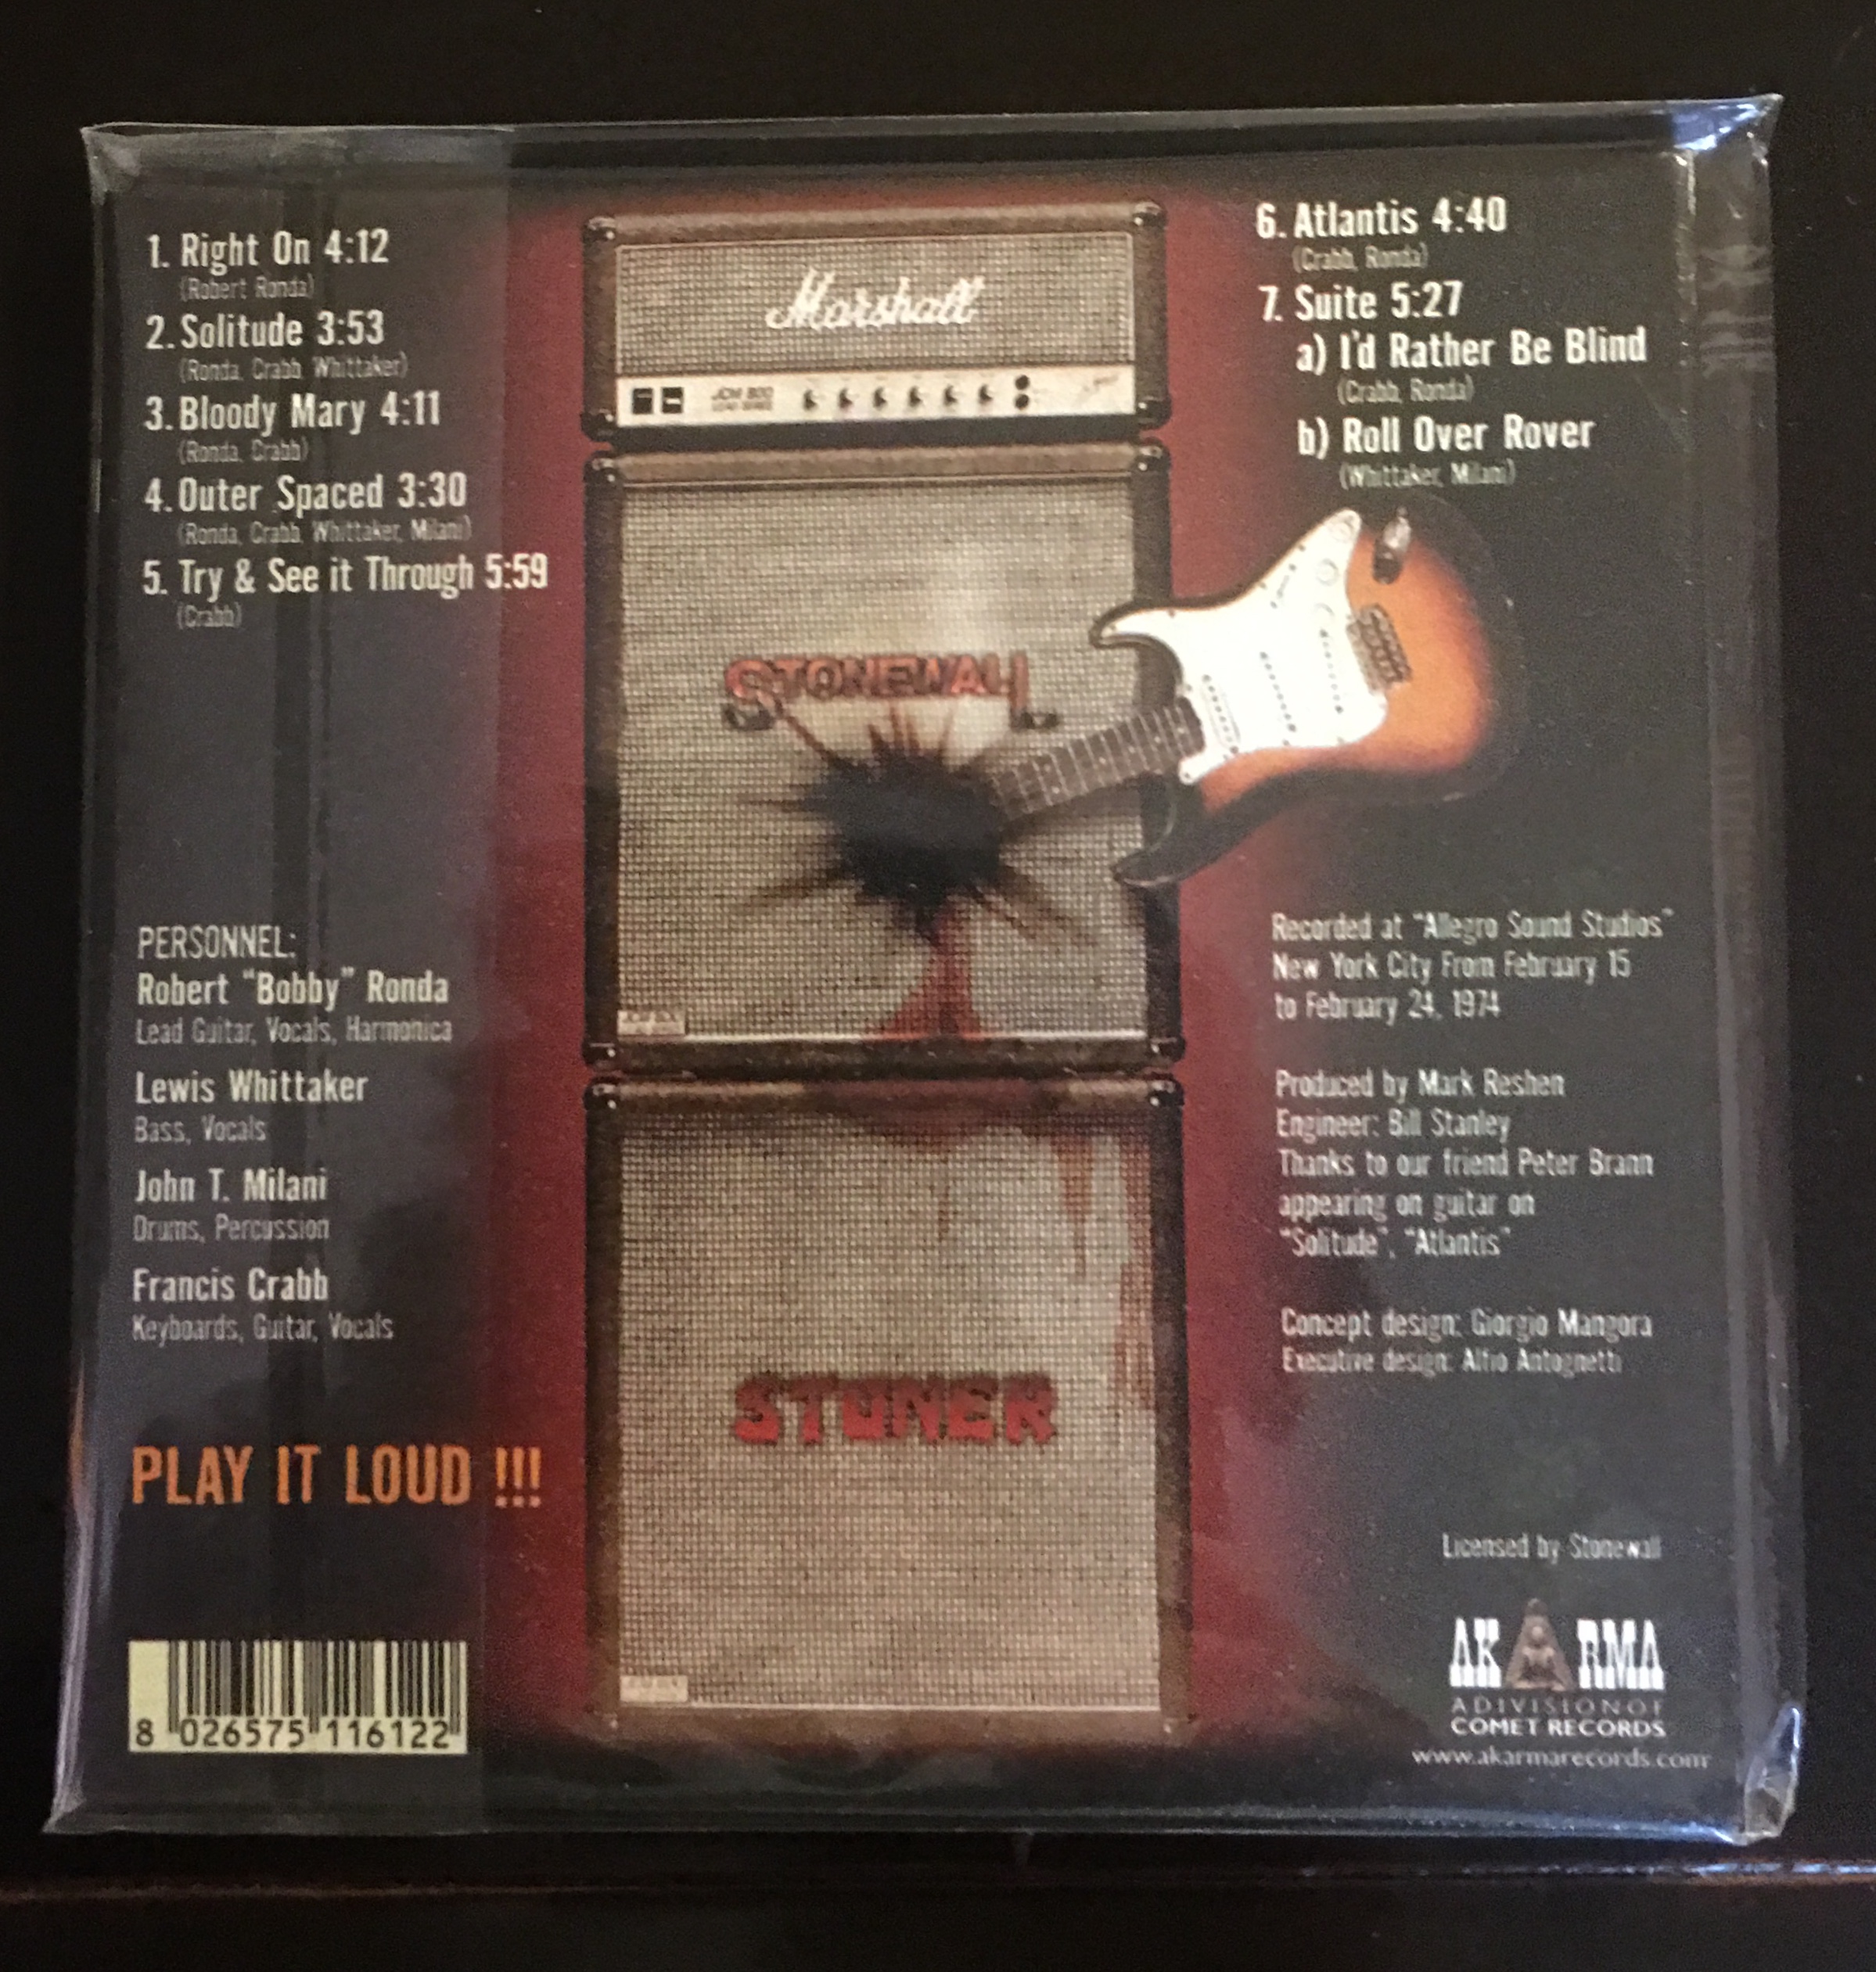 1. Right On 4:12
(Robert Ronda)
2. Solitude 3:53
(Ronda, Crabb, Whittaker)
3. Bloody Mary 4:11
(Ronda, Crabb)
4. Outer Spaced 3:30
(Ronda, Crabb, Whittaker, Milani)
5. Try & See it Through 5:59
(Crabb)
PERSONNEL:
Robert "Bobby" Ronda
Lead Guitar, Vocals, Harmonica
Lewis Whittaker
Bass, Vocals
John T. Milani
Drums, Percussion
Francis Crabb
Keyboards, Guitar, Vocals
PLAY IT LOUD !!!
8 026575 116122
Marshall
JCM 800
LEAD SERIES
STONEWALL
STONER
6. Atlantis 4:40
(Crabb, Ronda)
7. Suite 5:27
a) I'd Rather Be Blind
(Crabb, Ronda)
b) Roll Over Rover
(Whittaker, Milani)
Recorded at "Allegro Sound Studios"
New York City From February 15
to February 24, 1974
Produced by Mark Reshen
Engineer: Bill Stanley
Thanks to our friend Peter Brann
appearing on guitar on
"Solitude", "Atlantis"
Concept design: Giorgio Mangora
Executive design: Alfio Antognetti
Licensed by Stonewall
AKARMA
A DIVISION OF
COMET RECORDS
www.akarmarecords.com